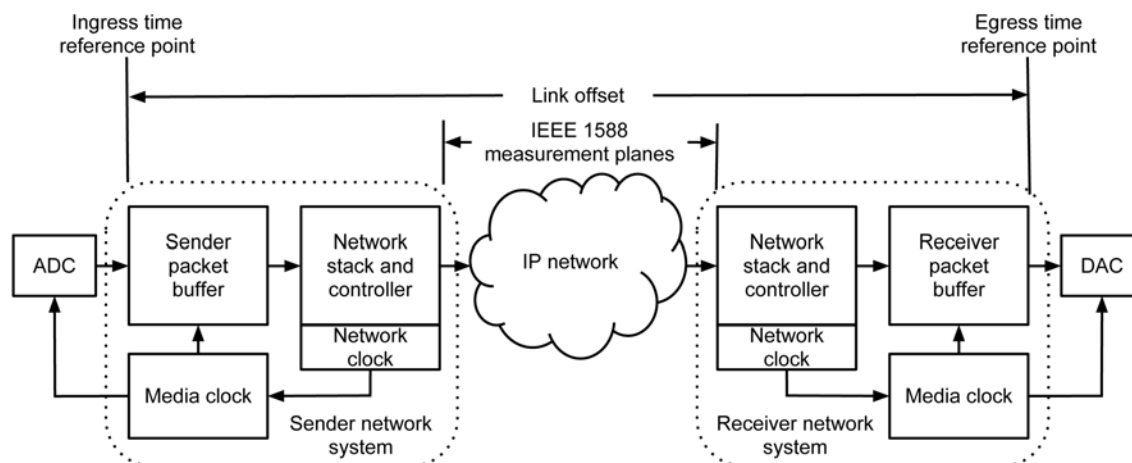 Ingress time
reference point
Egress time
reference point
Link offset
IEEE 1588
measurement planes
ADC
Sender
packet
buffer
Network
stack and
controller
Network
clock
Media clock
Sender network
system
IP network
Network
stack and
controller
Network
clock
Receiver
packet
buffer
Media clock
Receiver network
system
DAC